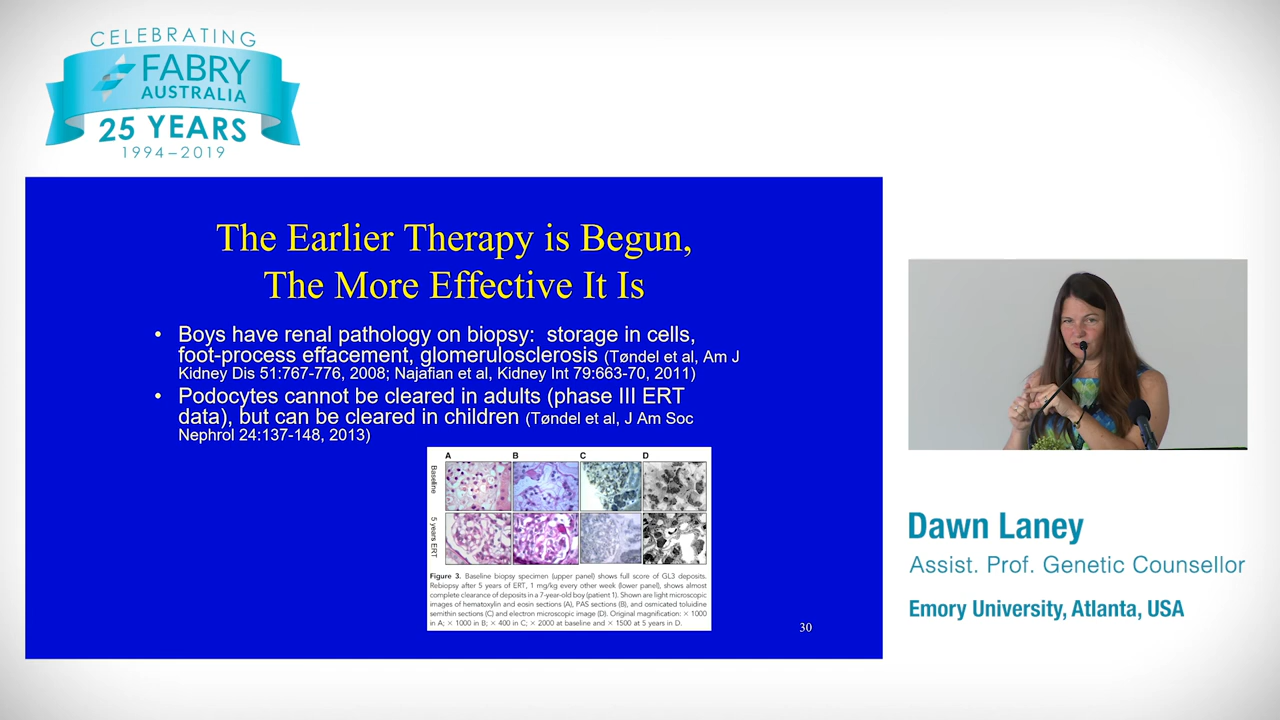 CELEBRATING
FABRY
AUSTRALIA
25 YEARS
1994–2019
The Earlier Therapy is Begun,
The More Effective It Is
• Boys have renal pathology on biopsy: storage in cells,
foot-process effacement, glomerulosclerosis (Tøndel et al, Am J
Kidney Dis 51:767-776, 2008; Najafian et al, Kidney Int 79:663-70, 2011)
• Podocytes cannot be cleared in adults (phase III ERT
data), but can be cleared in children (Tøndel et al, J Am Soc
Nephrol 24:137-148, 2013)
A B C D
Baseline
5 years ERT
Figure 3. Baseline biopsy specimen (upper panel) shows full score of GL3 deposits.
Rebiopsy after 5 years of ERT, 1 mg/kg every other week (lower panel), shows almost
complete clearance of deposits in a 7-year-old boy (patient 1). Shown are light microscopic
images of hematoxylin and eosin sections (A), PAS sections (B), and osmicated toluidine
semithin sections (C) and electron microscopic image (D). Original magnification: × 1000
in A; × 1000 in B; × 400 in C; × 2000 at baseline and × 1500 at 5 years in D.
30
Dawn Laney
Assist. Prof. Genetic Counsellor
Emory University, Atlanta, USA